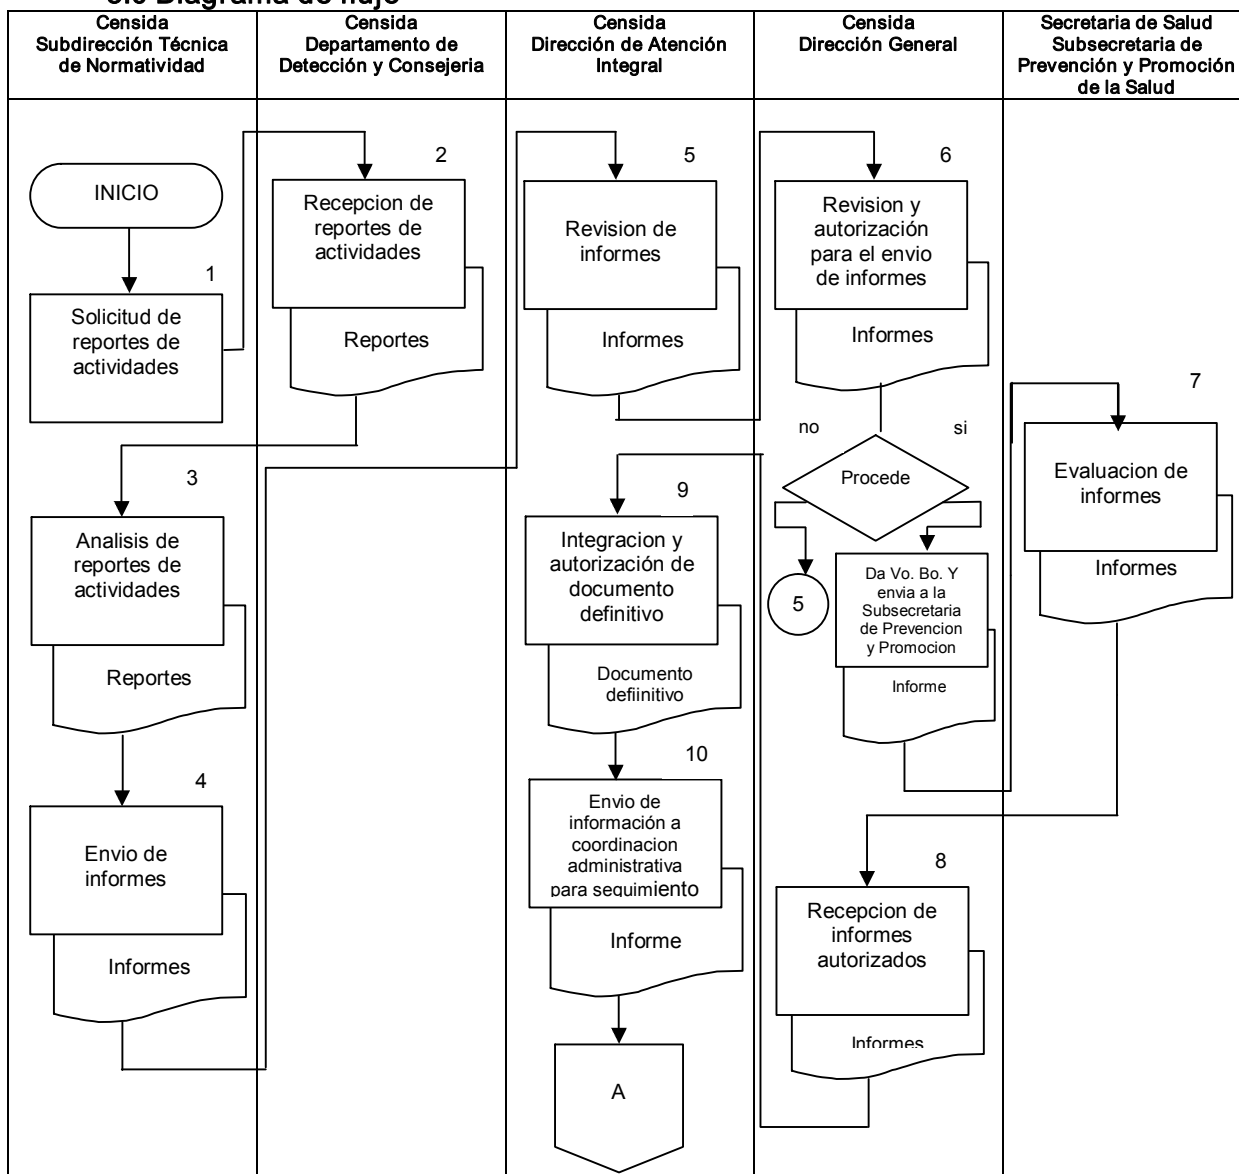 Censida
Subdirección Técnica
de Normatividad
Censida
Departamento de
Detección y Consejeria
Censida
Dirección de Atención
Integral
Censida
Dirección General
Secretaria de Salud
Subsecretaria de
Prevención y Promoción
de la Salud
INICIO
1
Solicitud de
reportes de
actividades
2
Recepcion de
reportes de
actividades
Reportes
3
Analisis de
reportes de
actividades
Reportes
4
Envio de
informes
Informes
5
Revision de
informes
Informes
6
Revision y
autorización
para el envio
de informes
Informes
no
si
Procede
5
Da Vo. Bo. Y
envia a la
Subsecretaria
de Prevencion
y Promocion
Informe
7
Evaluacion de
informes
Informes
8
Recepcion de
informes
autorizados
Informes
9
Integracion y
autorización de
documento
definitivo
Documento
defiinitivo
10
Envio de
información a
coordinacion
administrativa
para seguimiento
Informe
A